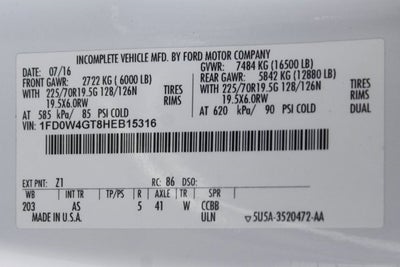 INCOMPLETE VEHICLE MFD. BY FORD MOTOR COMPANY
07/16 GVWR: 7484 KG (16500 LB)
FRONT GAWR: 2722 KG ( 6000 LB) REAR GAWR: 5842 KG (12880 LB)
WITH 225/70R19.5G 128/126N TIRES WITH 225/70R19.5G 128/126N TIRES
19.5X6.0RW RIMS 19.5X6.0RW RIMS
AT 585 kPa/ 85 PSI COLD AT 620 kPa/ 90 PSI COLD DUAL
VIN: 1FD0W4GT8HEB15316
EXT PNT: Z1 RC: 86 DSO:
WB INT TR TP/PS R AXLE TR SPR
203 AS 5 41 W CCBB
MADE IN U.S.A. ULN 5U5A-3520472-AA